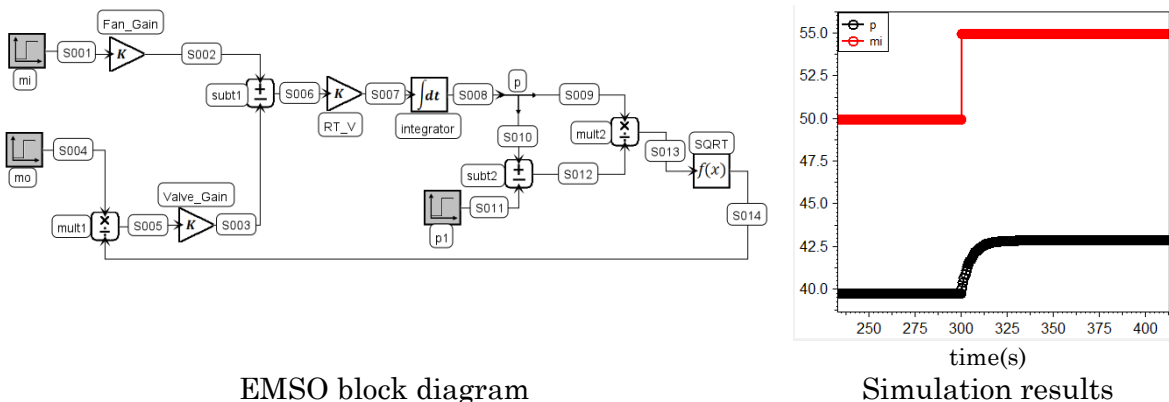 Fan_Gain
S001
K
S002
mi
subt1
±
S006
K
S007
∫dt
S008
p
S009
RT_V
integrator
S010
mult2
×
÷
S013
SQRT
f(x)
S004
mo
subt2
±
S012
Valve_Gain
S011
p1
S014
mult1
×
÷
S005
K
S003
EMSO block diagram
p
mi
55.0
52.5
50.0
47.5
45.0
42.5
40.0
250 275 300 325 350 375 400
time(s)
Simulation results